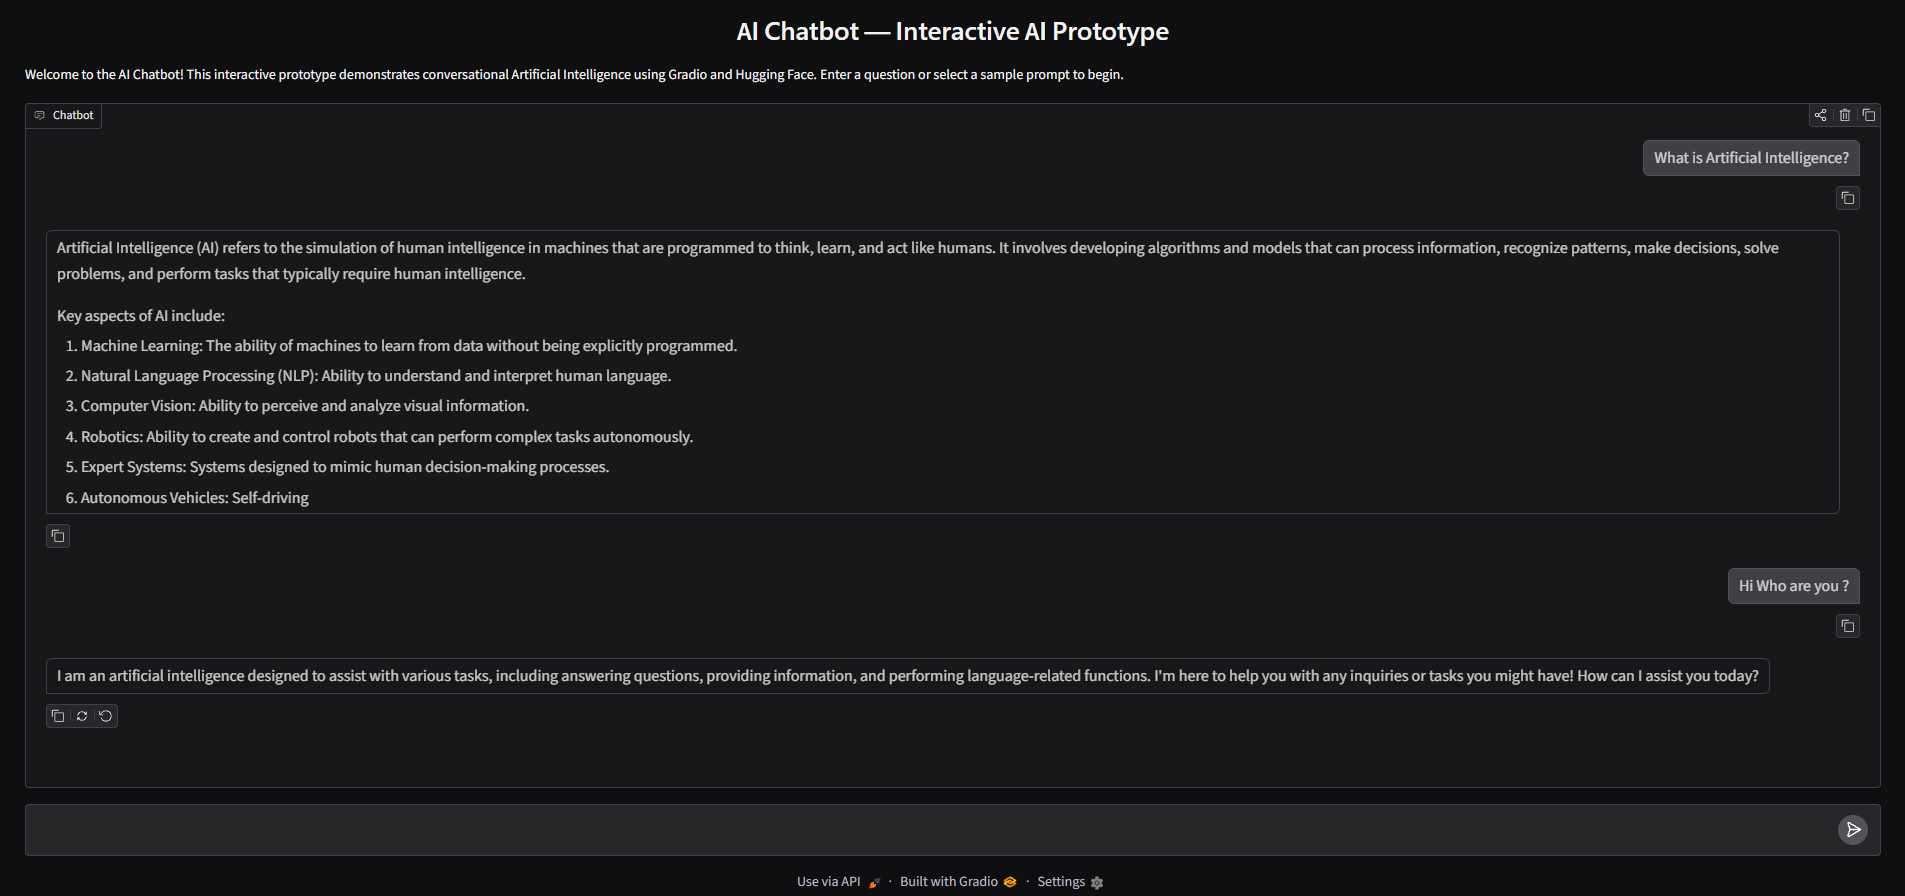 AI Chatbot — Interactive AI Prototype
Welcome to the AI Chatbot! This interactive prototype demonstrates conversational Artificial Intelligence using Gradio and Hugging Face. Enter a question or select a sample prompt to begin.
Chatbot
What is Artificial Intelligence?
Artificial Intelligence (AI) refers to the simulation of human intelligence in machines that are programmed to think, learn, and act like humans. It involves developing algorithms and models that can process information, recognize patterns, make decisions, solve
problems, and perform tasks that typically require human intelligence.
Key aspects of AI include:
1. Machine Learning: The ability of machines to learn from data without being explicitly programmed.
2. Natural Language Processing (NLP): Ability to understand and interpret human language.
3. Computer Vision: Ability to perceive and analyze visual information.
4. Robotics: Ability to create and control robots that can perform complex tasks autonomously.
5. Expert Systems: Systems designed to mimic human decision-making processes.
6. Autonomous Vehicles: Self-driving
Hi Who are you ?
I am an artificial intelligence designed to assist with various tasks, including answering questions, providing information, and performing language-related functions. I'm here to help you with any inquiries or tasks you might have! How can I assist you today?
Use via API · Built with Gradio · Settings